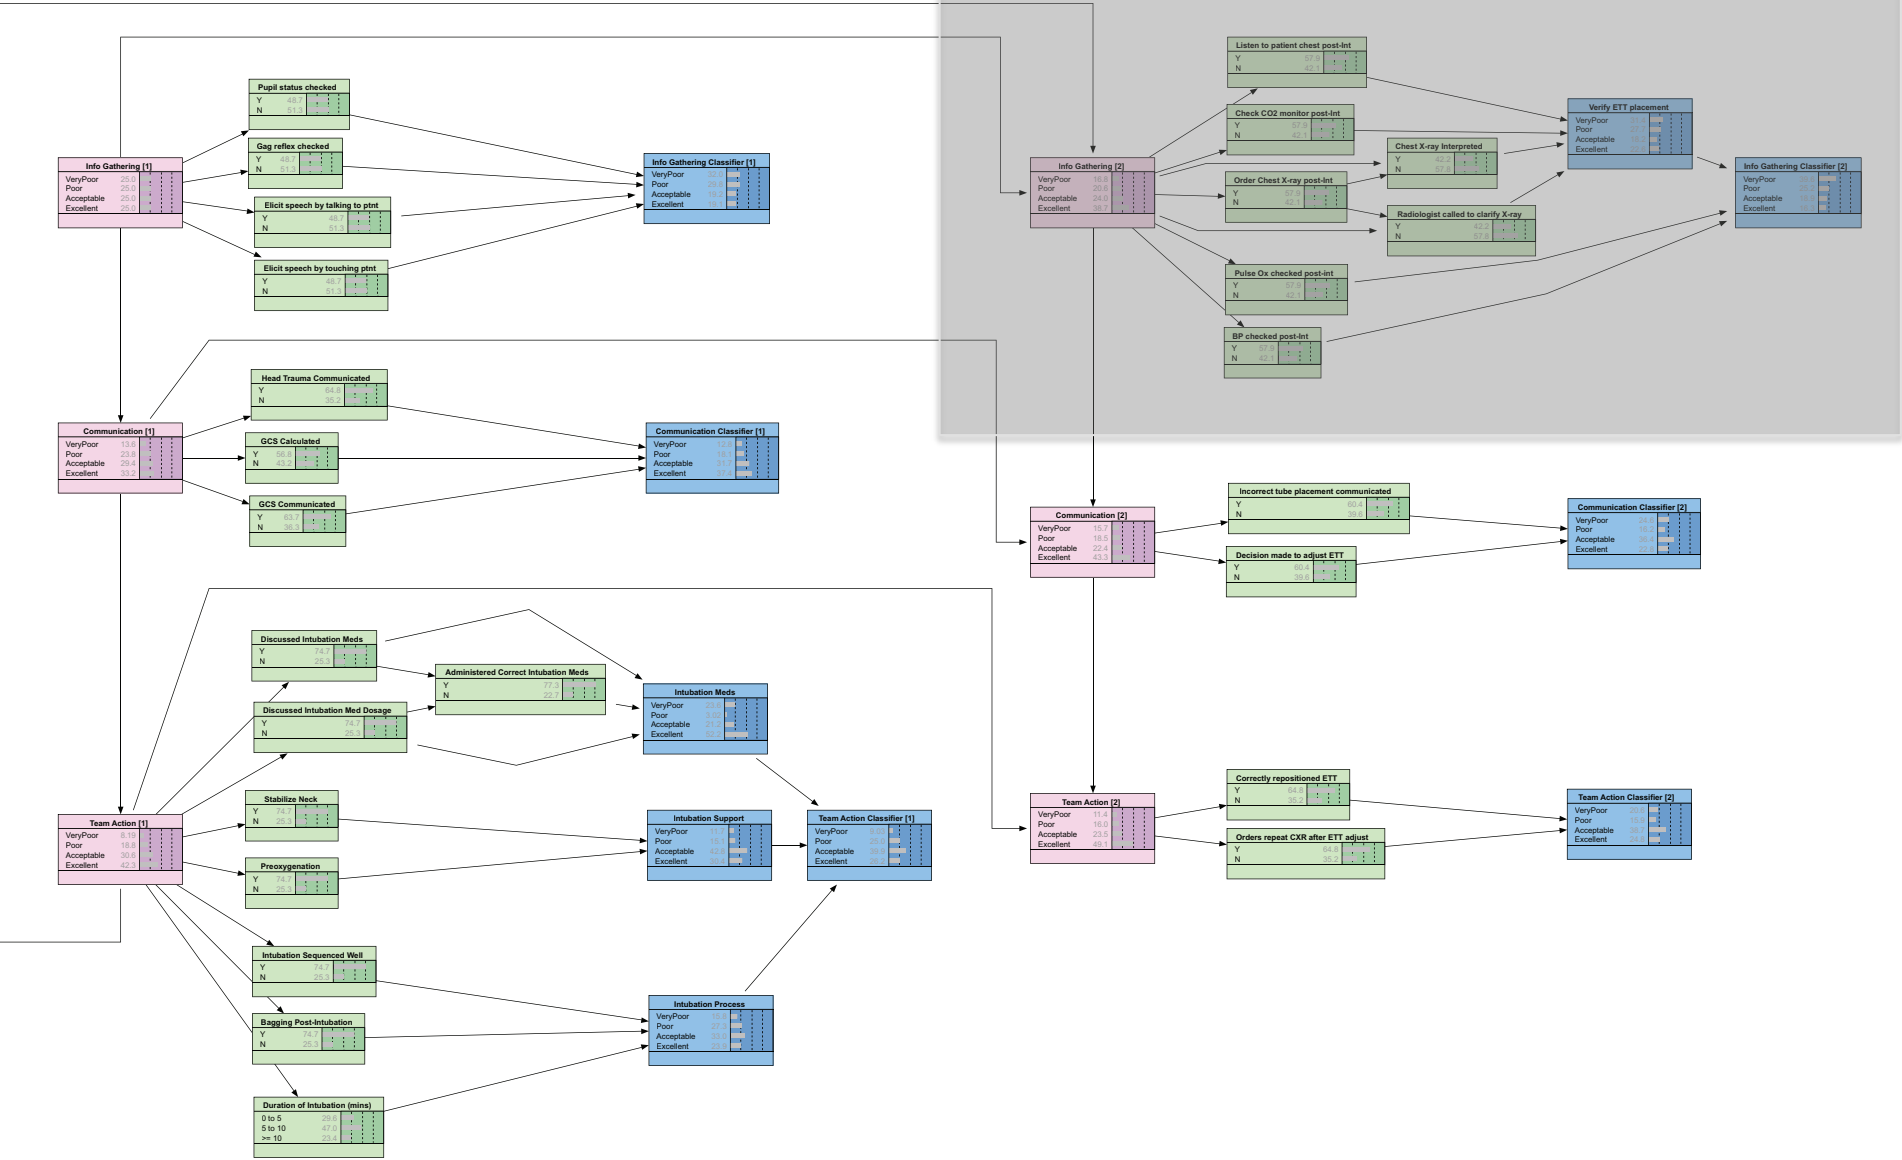 Info Gathering [1]
VeryPoor 25.0
Poor 25.0
Acceptable 25.0
Excellent 25.0
Pupil status checked
Y 48.7
N 51.3
Gag reflex checked
Y 48.7
N 51.3
Elicit speech by talking to ptnt
Y 48.7
N 51.3
Elicit speech by touching ptnt
Y 48.7
N 51.3
Info Gathering Classifier [1]
VeryPoor
Poor
Acceptable
Excellent
Communication [1]
VeryPoor 13.6
Poor 23.8
Acceptable 29.4
Excellent 33.2
Head Trauma Communicated
Y 64.8
N 35.2
GCS Calculated
Y 56.8
N 43.2
GCS Communicated
Y 63.7
N 36.3
Communication Classifier [1]
VeryPoor
Poor
Acceptable
Excellent
Team Action [1]
VeryPoor 8.19
Poor 18.8
Acceptable 30.6
Excellent 42.3
Discussed Intubation Meds
Y 74.7
N 25.3
Discussed Intubation Med Dosage
Y 74.7
N 25.3
Administered Correct Intubation Meds
Y 77.3
N 22.7
Intubation Meds
VeryPoor
Poor
Acceptable
Excellent
Stabilize Neck
Y 74.7
N 25.3
Preoxygenation
Y 74.7
N 25.3
Intubation Support
VeryPoor
Poor
Acceptable
Excellent
Team Action Classifier [1]
VeryPoor
Poor
Acceptable
Excellent
Intubation Sequenced Well
Y 74.7
N 25.3
Bagging Post-Intubation
Y 74.7
N 25.3
Duration of Intubation (mins)
0 to 5 29.6
5 to 10 47.0
>= 10 23.4
Intubation Process
VeryPoor
Poor
Acceptable
Excellent
Info Gathering [2]
VeryPoor 16.8
Poor 20.6
Acceptable 24.0
Excellent 38.7
Listen to patient chest post-Int
Y 57.9
N 42.1
Check CO2 monitor post-Int
Y 57.9
N 42.1
Order Chest X-ray post-Int
Y 57.9
N 42.1
Chest X-ray Interpreted
Y 42.2
N 57.8
Radiologist called to clarify X-ray
Y 42.2
N 57.8
Pulse Ox checked post-int
Y 57.9
N 42.1
BP checked post-Int
Y 57.9
N 42.1
Verify ETT placement
VeryPoor
Poor
Acceptable
Excellent
Info Gathering Classifier [2]
VeryPoor
Poor
Acceptable
Excellent
Communication [2]
VeryPoor 15.7
Poor 18.5
Acceptable 22.4
Excellent 43.3
Incorrect tube placement communicated
Y 60.4
N 39.6
Decision made to adjust ETT
Y 60.4
N 39.6
Communication Classifier [2]
VeryPoor
Poor
Acceptable
Excellent
Team Action [2]
VeryPoor 11.4
Poor 16.0
Acceptable 23.5
Excellent 49.1
Correctly repositioned ETT
Y 64.8
N 35.2
Orders repeat CXR after ETT adjust
Y 64.8
N 35.2
Team Action Classifier [2]
VeryPoor
Poor
Acceptable
Excellent